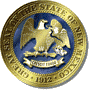 GREAT SEAL OF THE STATE OF NEW MEXICO
1912